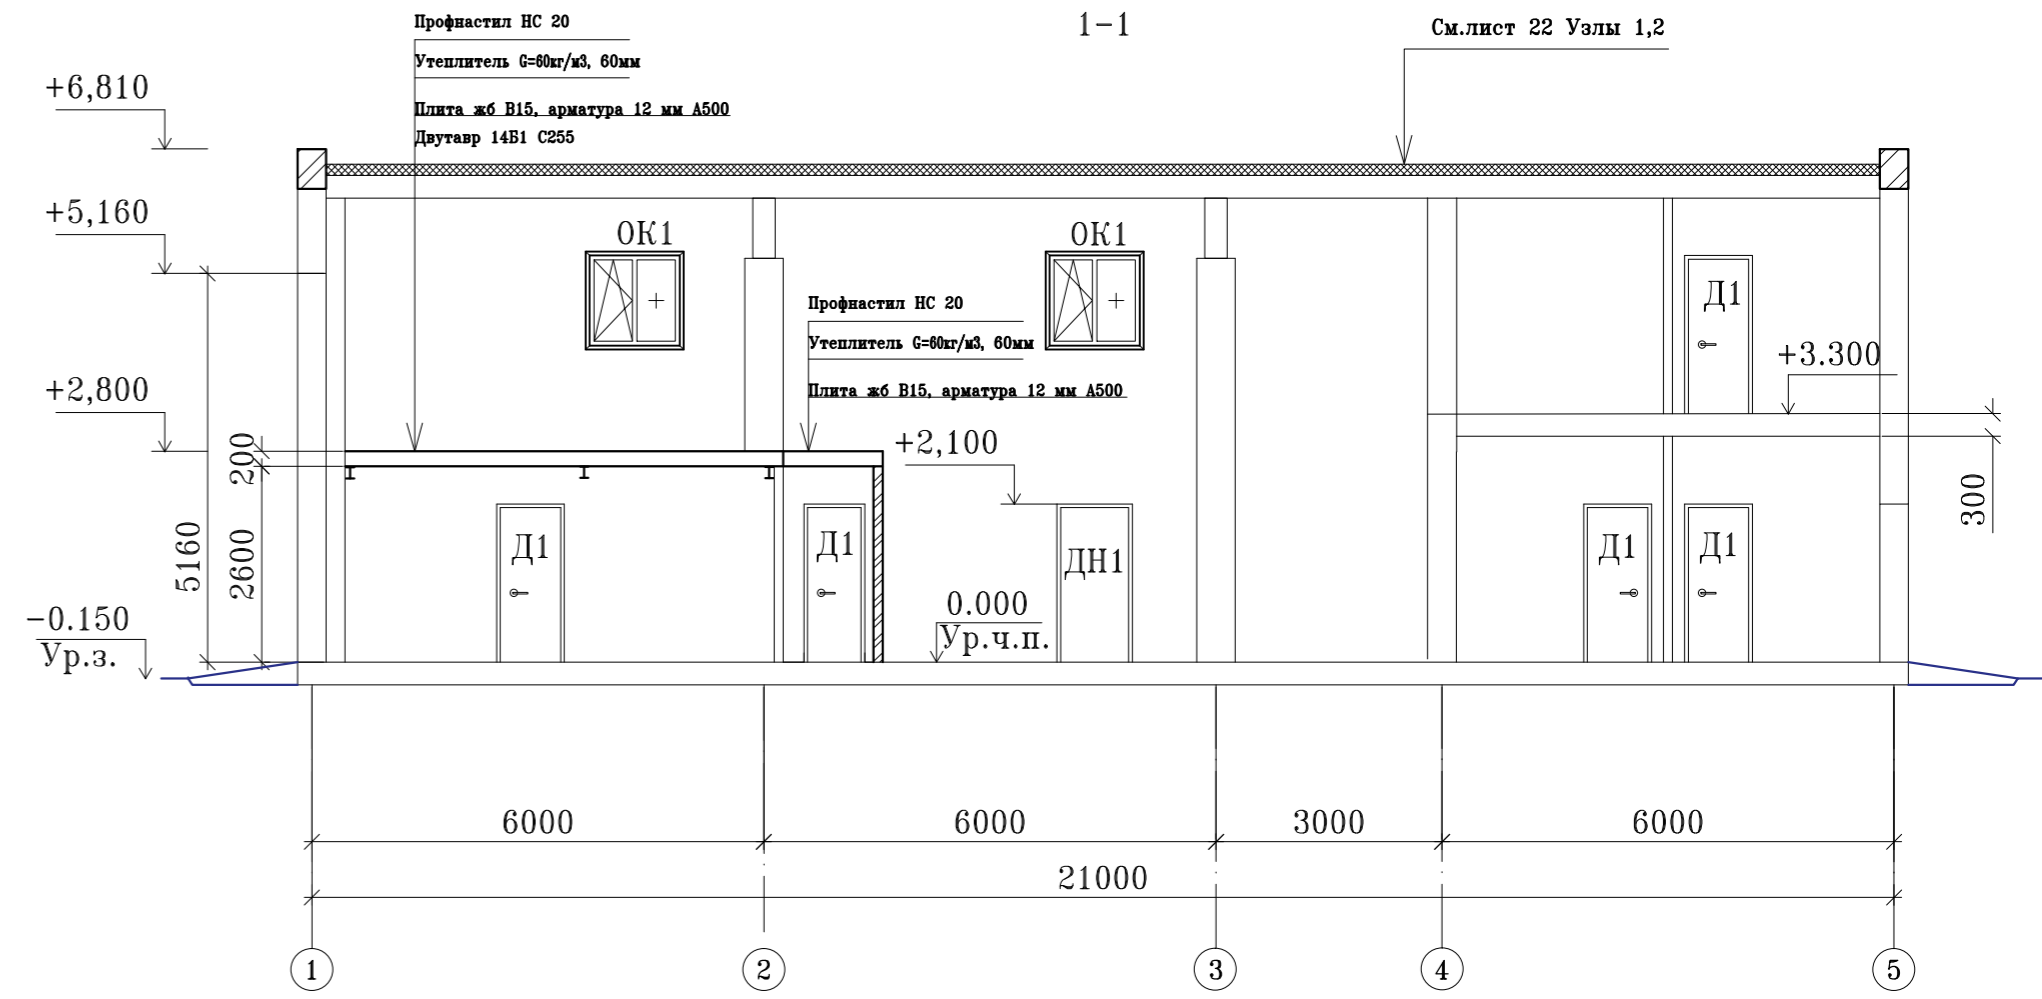 1-1
Профнастил НС 20
Утеплитель G=60кг/м3, 60мм
Плита жб В15, арматура 12 мм А500
Двутавр 14Б1 С255
См.лист 22 Узлы 1,2
+6,810
+5,160
+2,800
-0.150
Ур.з.
5160
200
2600
ОК1
ОК1
Профнастил НС 20
Утеплитель G=60кг/м3, 60мм
Плита жб В15, арматура 12 мм А500
+2,100
Д1
+3.300
300
Д1
Д1
ДН1
Д1
Д1
0.000
Ур.ч.п.
6000
6000
3000
6000
21000
1
2
3
4
5